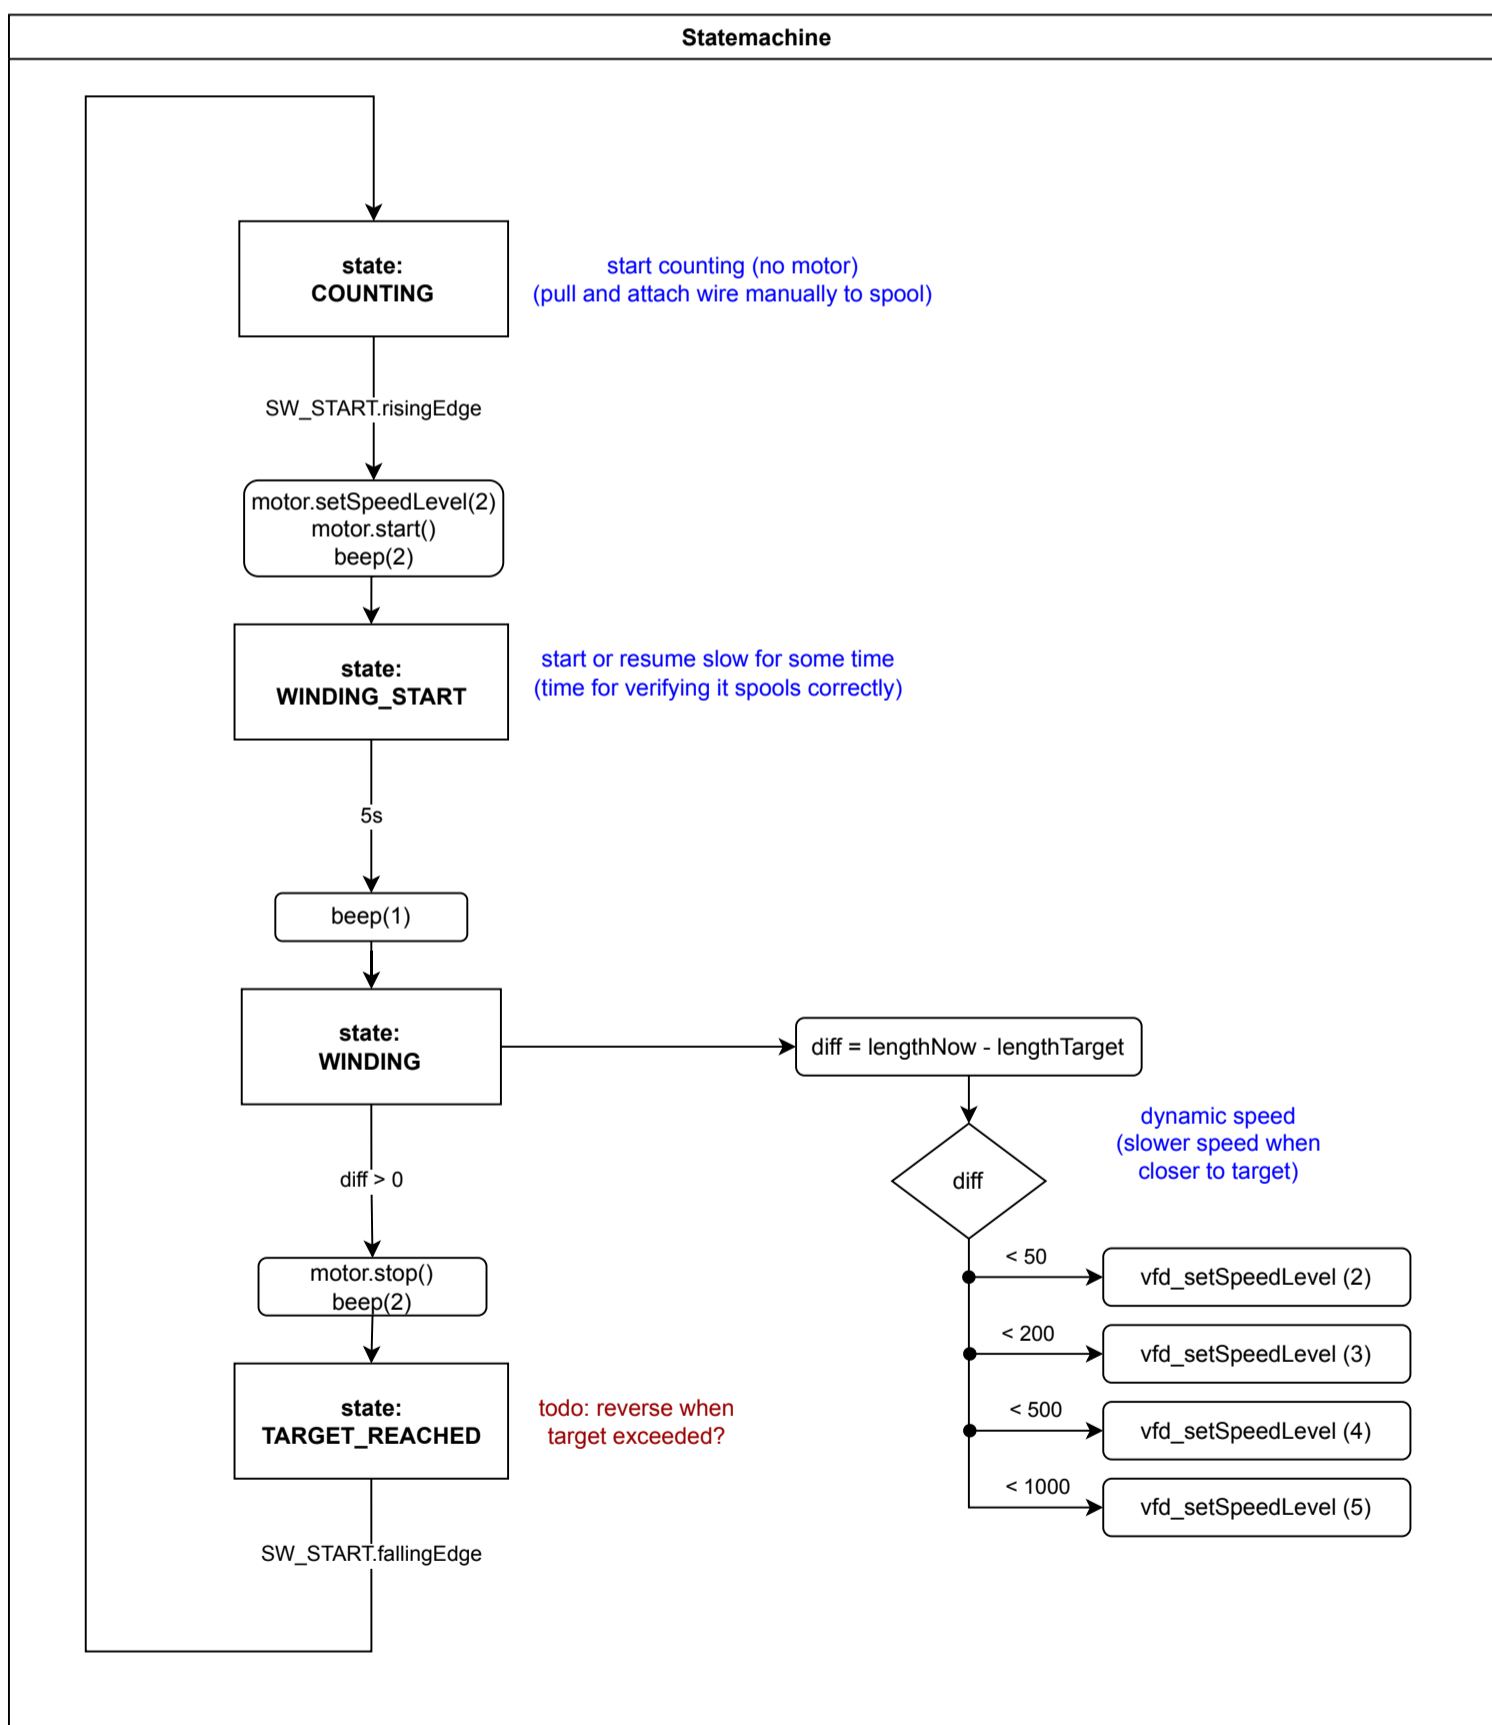 Statemachine
state:
COUNTING
start counting (no motor)
(pull and attach wire manually to spool)
SW_START.risingEdge
motor.setSpeedLevel(2)
motor.start()
beep(2)
state:
WINDING_START
start or resume slow for some time
(time for verifying it spools correctly)
5s
beep(1)
state:
WINDING
diff = lengthNow - lengthTarget
dynamic speed
(slower speed when
closer to target)
diff
diff > 0
< 50
vfd_setSpeedLevel (2)
motor.stop()
beep(2)
< 200
vfd_setSpeedLevel (3)
state:
TARGET_REACHED
todo: reverse when
target exceeded?
< 500
vfd_setSpeedLevel (4)
< 1000
vfd_setSpeedLevel (5)
SW_START.fallingEdge